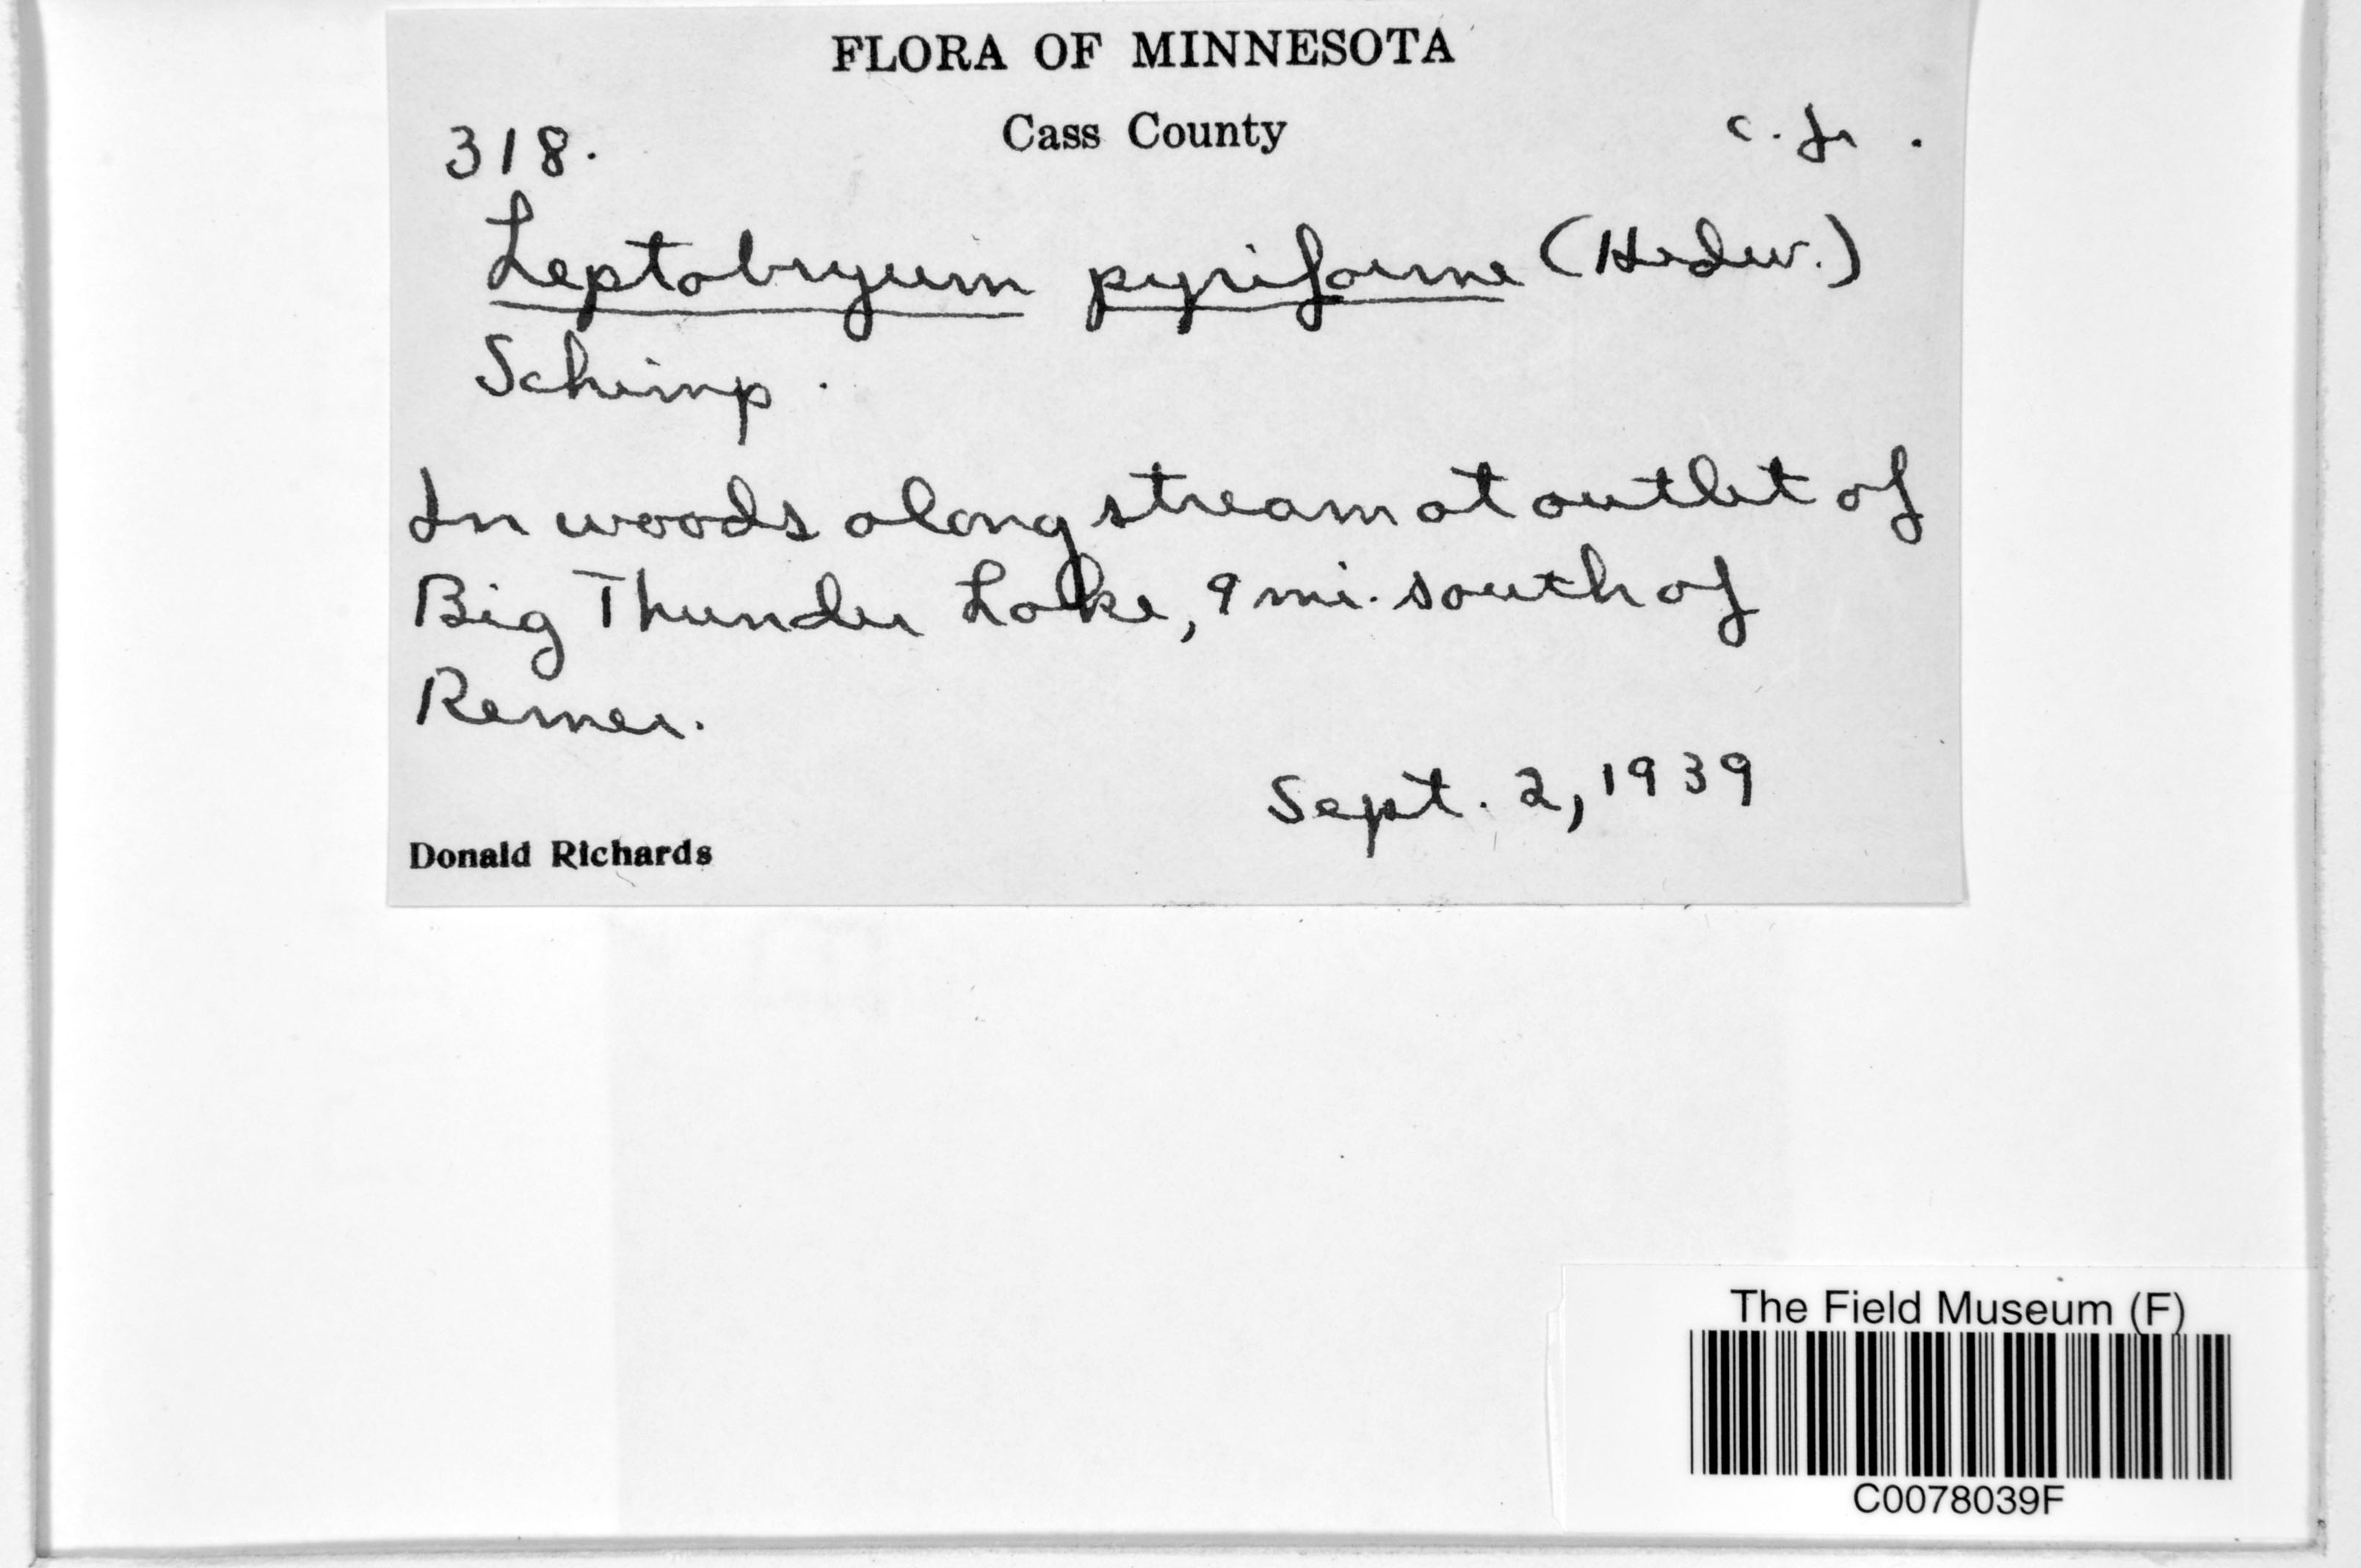 FLORA OF MINNESOTA
Cass County
318.
c. fr.
Leptobryum pyriforme (Hedw.)
Schimp.
In woods along stream at outlet of
Big Thunder Lake, 9 mi. south of
Remer.
Sept. 2, 1939
Donald Richards
The Field Museum (F)
C0078039F